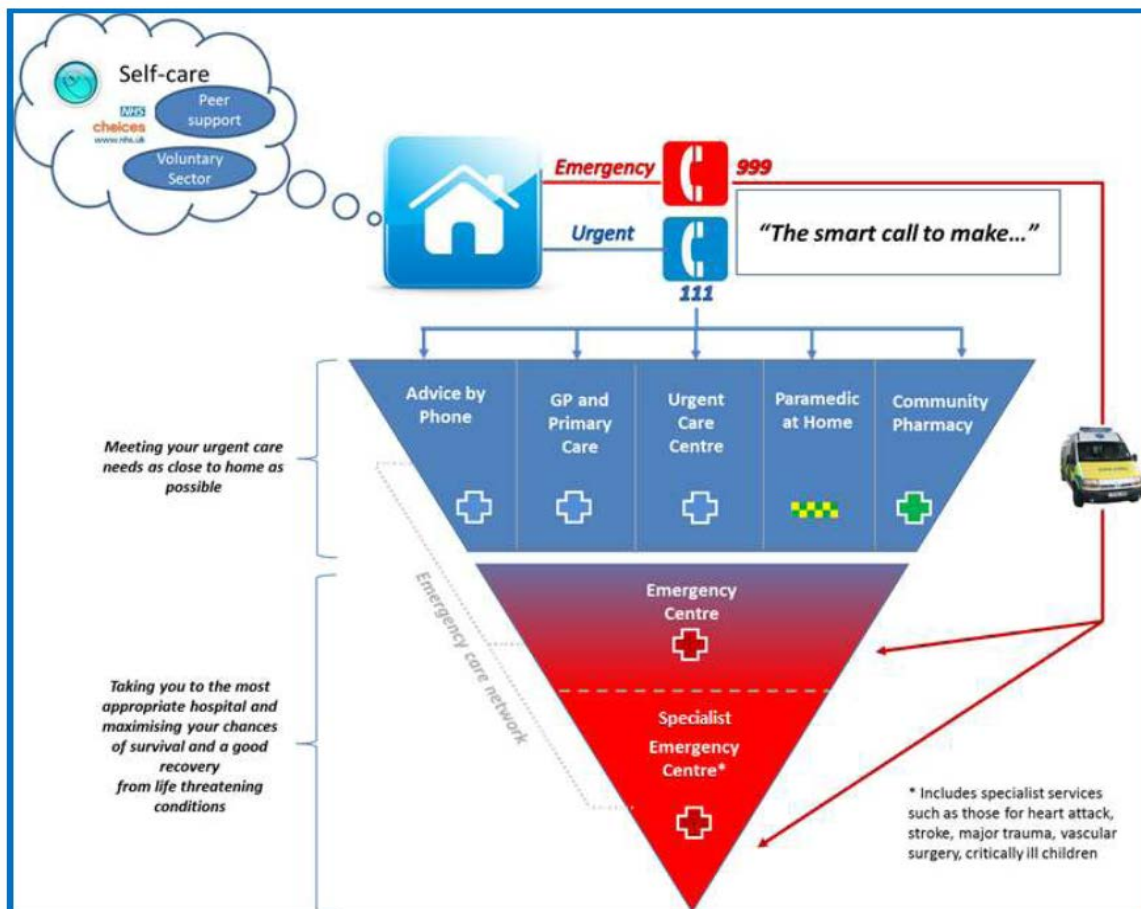 Self-care
Peer
support
NHS
choices
www.nhs.uk
Voluntary
Sector
Emergency
999
Urgent
111
“The smart call to make…”
Advice by
Phone
GP and
Primary
Care
Urgent
Care
Centre
Paramedic
at Home
Community
Pharmacy
Meeting your urgent care
needs as close to home as
possible
Emergency care network
Emergency
Centre
Taking you to the most
appropriate hospital and
maximising your chances
of survival and a good
recovery
from life threatening
conditions
Specialist
Emergency
Centre*
* Includes specialist services
such as those for heart attack,
stroke, major trauma, vascular
surgery, critically ill children